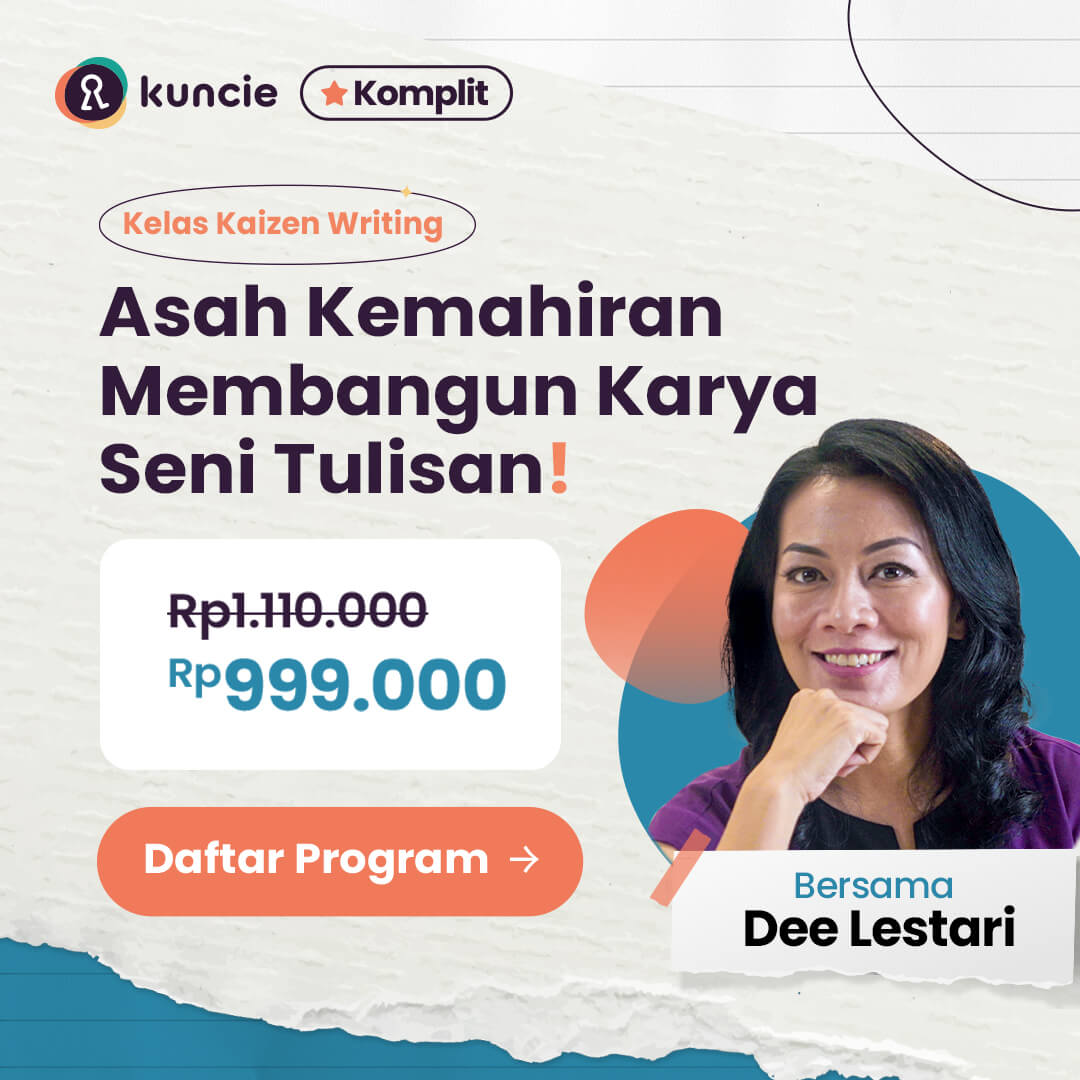 kuncie
Komplit
Kelas Kaizen Writing
Asah Kemahiran
Membangun Karya
Seni Tulisan!
Rp1.110.000
Rp999.000
Daftar Program
Bersama
Dee Lestari